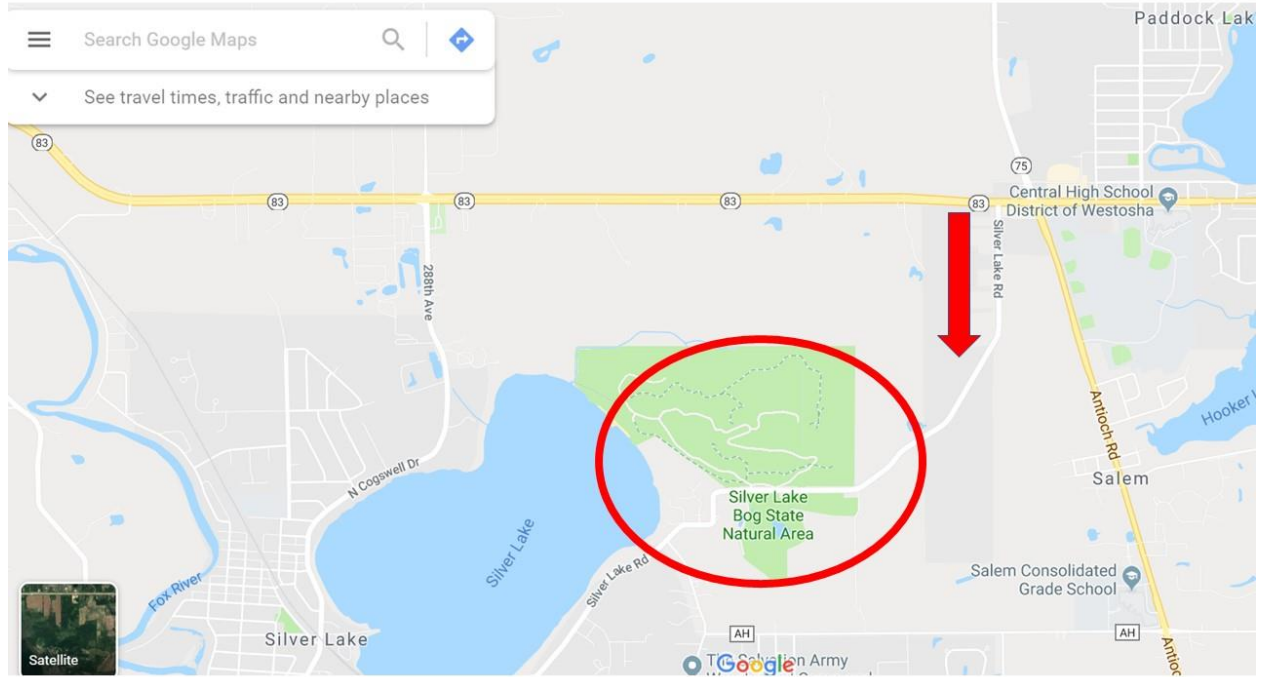 Paddock Lak
Search Google Maps
See travel times, traffic and nearby places
83
75
Central High School
District of Westosha
83
83
83
83
Silver Lake Rd
288th Ave
Antioch Rd
Hooker
N Cogswell Dr
Salem
Silver Lake
Bog State
Natural Area
Silver Lake
Silver Lake Rd
Salem Consolidated
Grade School
Fox River
Silver Lake
AH
AH
Antioc
Satellite
The Salvation Army
Google